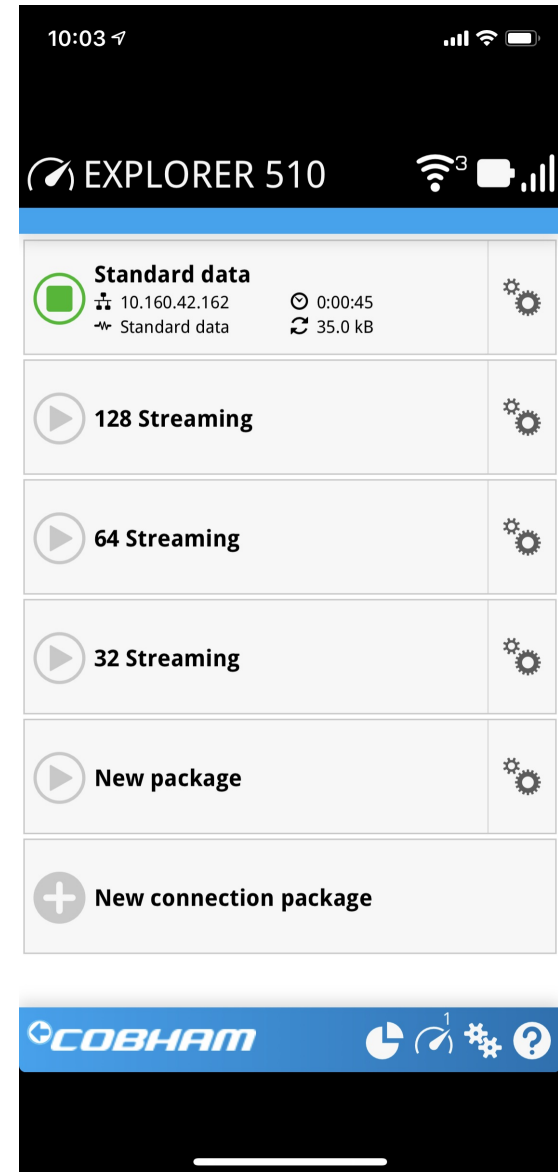 10:03
EXPLORER 510
3
Standard data
10.160.42.162
0:00:45
Standard data
35.0 kB
128 Streaming
64 Streaming
32 Streaming
New package
New connection package
COBHAM
1
?